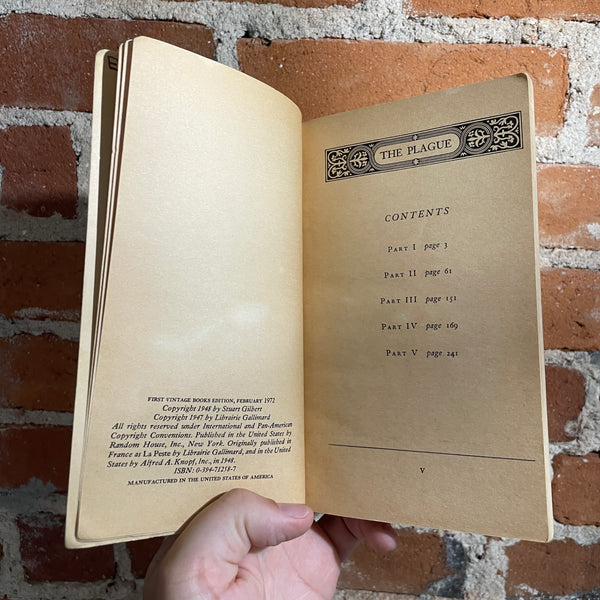 FIRST VINTAGE BOOKS EDITION, FEBRUARY 1972
Copyright 1948 by Stuart Gilbert
Copyright 1947 by Librairie Gallimard
All rights reserved under International and Pan-American
Copyright Conventions. Published in the United States by
Random House, Inc., New York. Originally published in
France as La Peste by Librairie Gallimard, and in the United
States by Alfred A. Knopf, Inc., in 1948.
ISBN: 0-394-71258-7
MANUFACTURED IN THE UNITED STATES OF AMERICA
THE PLAGUE
CONTENTS
PART I page 3
PART II page 61
PART III page 151
PART IV page 169
PART V page 241
V